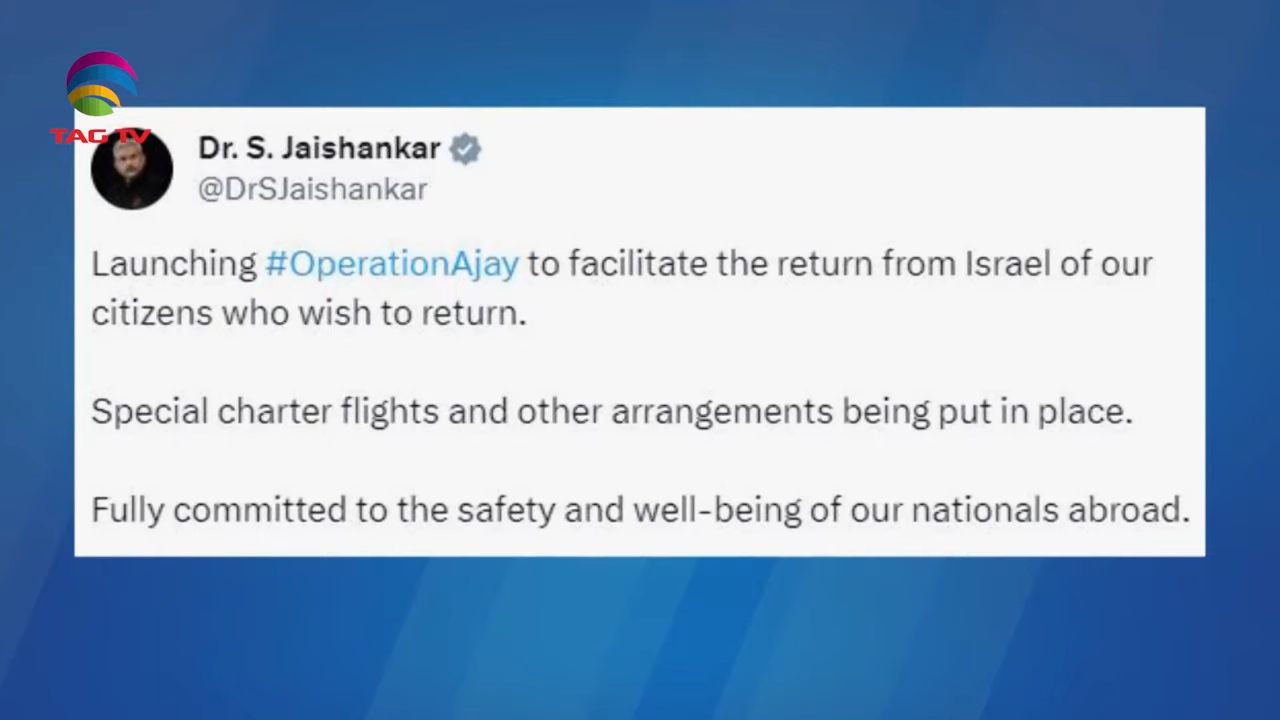 TAG TV
Dr. S. Jaishankar
@DrSJaishankar
Launching #OperationAjay to facilitate the return from Israel of our
citizens who wish to return.
Special charter flights and other arrangements being put in place.
Fully committed to the safety and well-being of our nationals abroad.